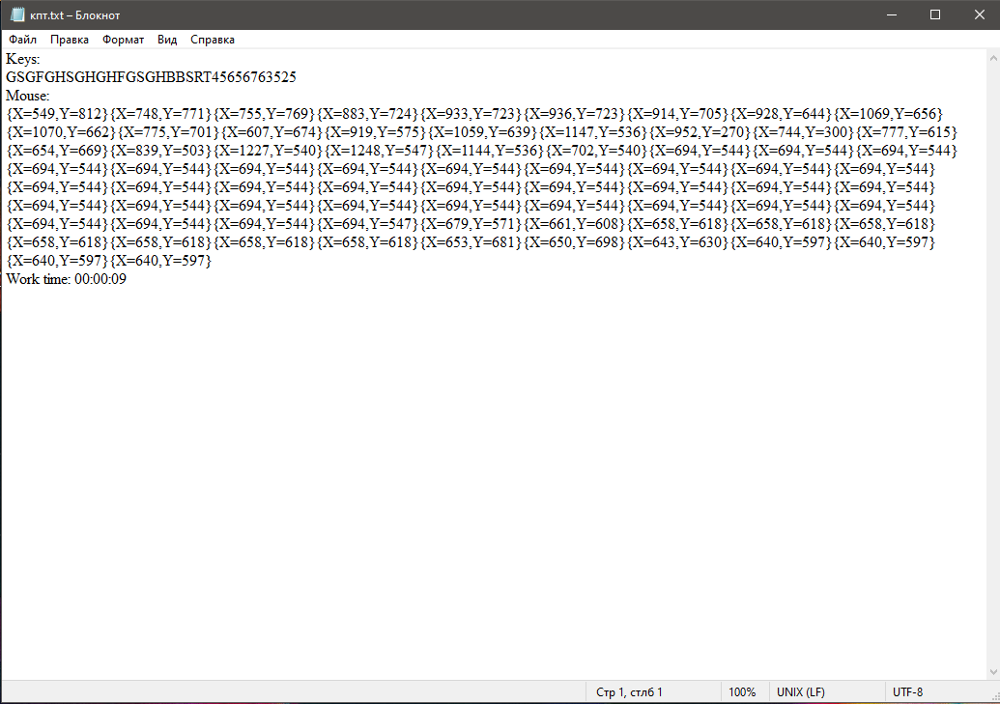 кпт.txt – Блокнот
Файл Правка Формат Вид Справка
Keys:
GSGFGHSGHGHFGSGHBBSRT45656763525
Mouse:
{X=549,Y=812}{X=748,Y=771}{X=755,Y=769}{X=883,Y=724}{X=933,Y=723}{X=936,Y=723}{X=914,Y=705}{X=928,Y=644}{X=1069,Y=656}
{X=1070,Y=662}{X=775,Y=701}{X=607,Y=674}{X=919,Y=575}{X=1059,Y=639}{X=1147,Y=536}{X=952,Y=270}{X=744,Y=300}{X=777,Y=615}
{X=654,Y=669}{X=839,Y=503}{X=1227,Y=540}{X=1248,Y=547}{X=1144,Y=536}{X=702,Y=540}{X=694,Y=544}{X=694,Y=544}{X=694,Y=544}
{X=694,Y=544}{X=694,Y=544}{X=694,Y=544}{X=694,Y=544}{X=694,Y=544}{X=694,Y=544}{X=694,Y=544}{X=694,Y=544}{X=694,Y=544}
{X=694,Y=544}{X=694,Y=544}{X=694,Y=544}{X=694,Y=544}{X=694,Y=544}{X=694,Y=544}{X=694,Y=544}{X=694,Y=544}{X=694,Y=544}
{X=694,Y=544}{X=694,Y=544}{X=694,Y=544}{X=694,Y=544}{X=694,Y=544}{X=694,Y=544}{X=694,Y=544}{X=694,Y=544}{X=694,Y=544}
{X=694,Y=544}{X=694,Y=544}{X=694,Y=544}{X=694,Y=547}{X=679,Y=571}{X=661,Y=608}{X=658,Y=618}{X=658,Y=618}{X=658,Y=618}
{X=658,Y=618}{X=658,Y=618}{X=658,Y=618}{X=658,Y=618}{X=653,Y=681}{X=650,Y=698}{X=643,Y=630}{X=640,Y=597}{X=640,Y=597}
{X=640,Y=597}{X=640,Y=597}
Work time: 00:00:09
Стр 1, стлб 1 100% UNIX (LF) UTF-8